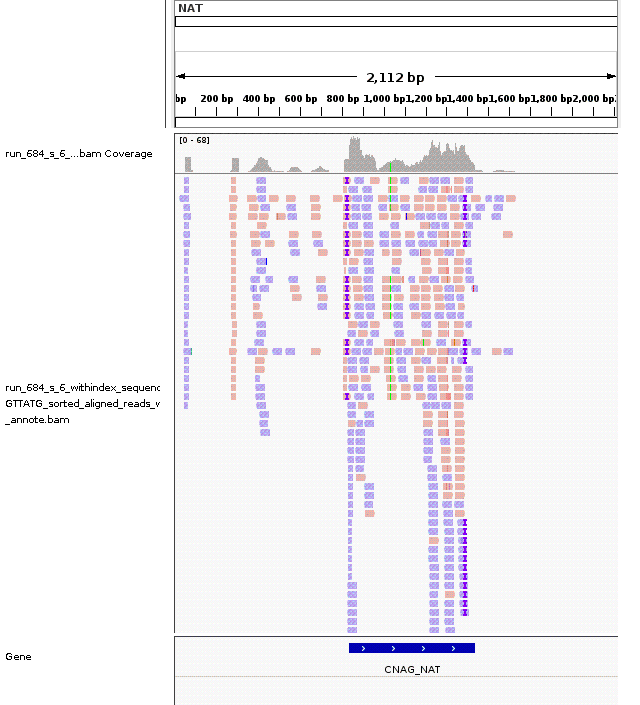 NAT
2,112 bp
bp 200 bp 400 bp 600 bp 800 bp 1,000 bp 1,200 bp 1,400 bp 1,600 bp 1,800 bp 2,000 bp
[0 - 68]
run_684_s_6_...bam Coverage
run_684_s_6_withindex_sequenc
GTTATG_sorted_aligned_reads_w
_annote.bam
Gene
CNAG_NAT